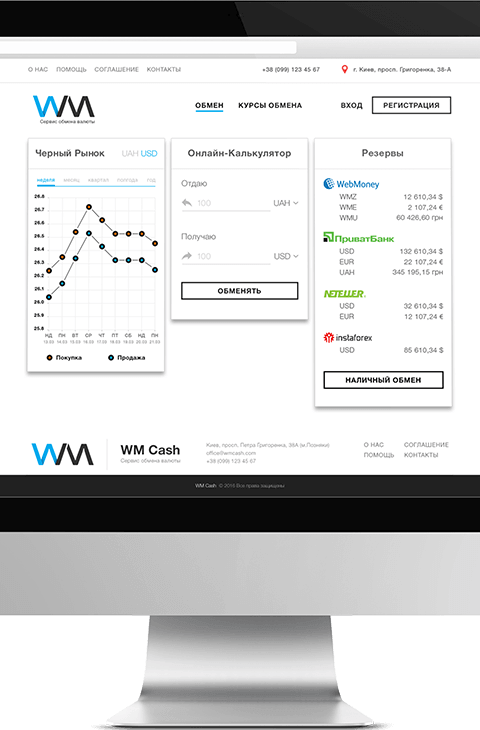 О НАС ПОМОЩЬ СОГЛАШЕНИЕ КОНТАКТЫ +38 (099) 123 45 67 г. Киев, просп. Григоренка, 38-А
WM
Сервис обмена валюты
ОБМЕН КУРСЫ ОБМЕНА ВХОД РЕГИСТРАЦИЯ
Черный Рынок UAH USD
НЕДЕЛЯ МЕСЯЦ КВАРТАЛ ПОЛГОДА ГОД
26.8
26.7
26.5
26.4
26.3
26.2
26.1
26.0
25.9
25.8
НД ПН ВТ СР ЧТ ПТ СБ НД ПН
13.03 14.03 15.03 16.03 17.03 18.03 19.03 20.03 21.03
Покупка Продажа
Онлайн-Калькулятор
Отдаю
100 UAH
Получаю
100 USD
ОБМЕНЯТЬ
Резервы
WebMoney
WMZ 12 610,34 $
WME 2 107,24 €
WMU 60 426,60 грн
ПриватБанк
USD 132 610,34 $
EUR 22 107,24 €
UAH 345 195,15 грн
NETELLER
USD 32 610,34 $
EUR 12 107,24 €
instaforex
USD 85 610,34 $
НАЛИЧНЫЙ ОБМЕН
WM
WM Cash
Сервис обмена валюты
Киев, просп. Петра Григоренка, 38А (м.Позняки)
office@wmcash.com
+38 (099) 123 45 67
О НАС СОГЛАШЕНИЕ
ПОМОЩЬ КОНТАКТЫ
WM Cash © 2016 Все права защищены